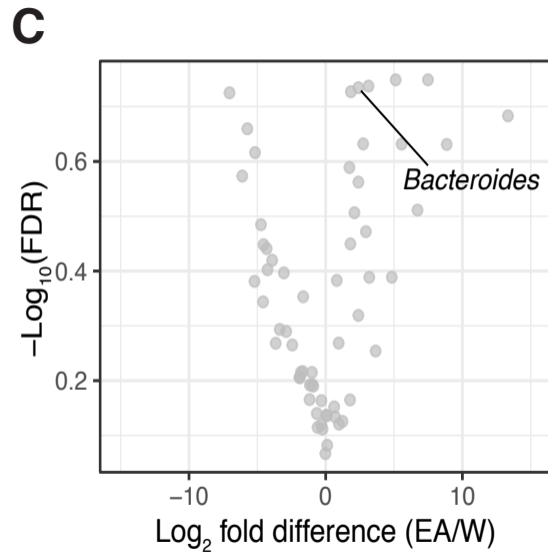 C
−Log₁₀(FDR)
0.6
0.4
0.2
Bacteroides
−10
0
10
Log₂ fold difference (EA/W)